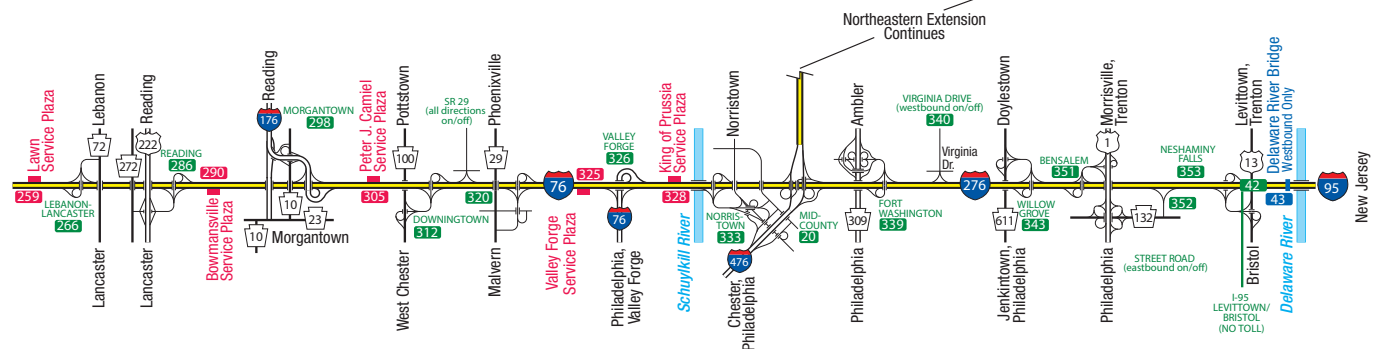 Northeastern Extension
Continues
Lawn
Service Plaza
259
LEBANON-
LANCASTER
266
Lebanon
72
Lancaster
272
Reading
222
Lancaster
READING
286
290
Bowmansville
Service Plaza
Reading
176
MORGANTOWN
298
10
10
23
Morgantown
Peter J. Camiel
Service Plaza
305
Pottstown
100
West Chester
DOWNINGTOWN
312
SR 29
(all directions
on/off)
320
Phoenixville
29
Malvern
76
325
Valley Forge
Service Plaza
VALLEY
FORGE
326
76
Philadelphia,
Valley Forge
King of Prussia
Service Plaza
328
Schuylkill River
Norristown
NORRIS-
TOWN
333
476
Chester,
Philadelphia
MID-
COUNTY
20
Ambler
309
Philadelphia
FORT
WASHINGTON
339
VIRGINIA DRIVE
(westbound on/off)
340
Virginia
Dr.
276
Doylestown
611
Jenkintown,
Philadelphia
WILLOW
GROVE
343
BENSALEM
351
Morrisville,
Trenton
1
Philadelphia
132
352
STREET ROAD
(eastbound on/off)
NESHAMINY
FALLS
353
Levittown,
Trenton
13
42
Bristol
I-95
LEVITTOWN/
BRISTOL
(NO TOLL)
Delaware River Bridge
Westbound Only
43
Delaware River
95
New Jersey